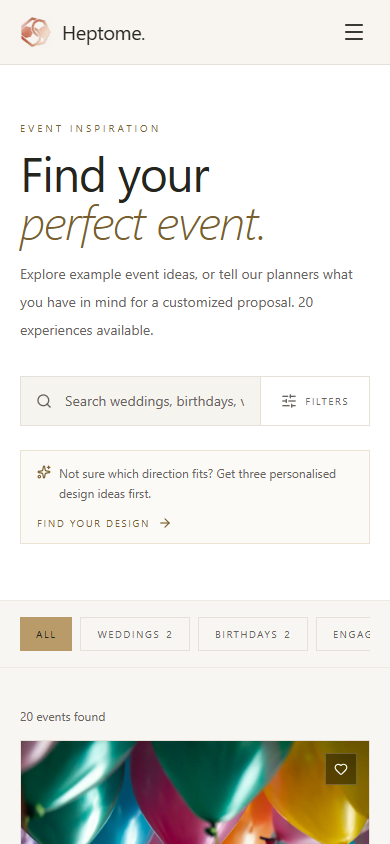 Heptome.
EVENT INSPIRATION
Find your
perfect event.
Explore example event ideas, or tell our planners what
you have in mind for a customized proposal. 20
experiences available.
Search weddings, birthdays,
FILTERS
Not sure which direction fits? Get three personalised
design ideas first.
FIND YOUR DESIGN
ALL
WEDDINGS 2
BIRTHDAYS 2
ENGAG
20 events found